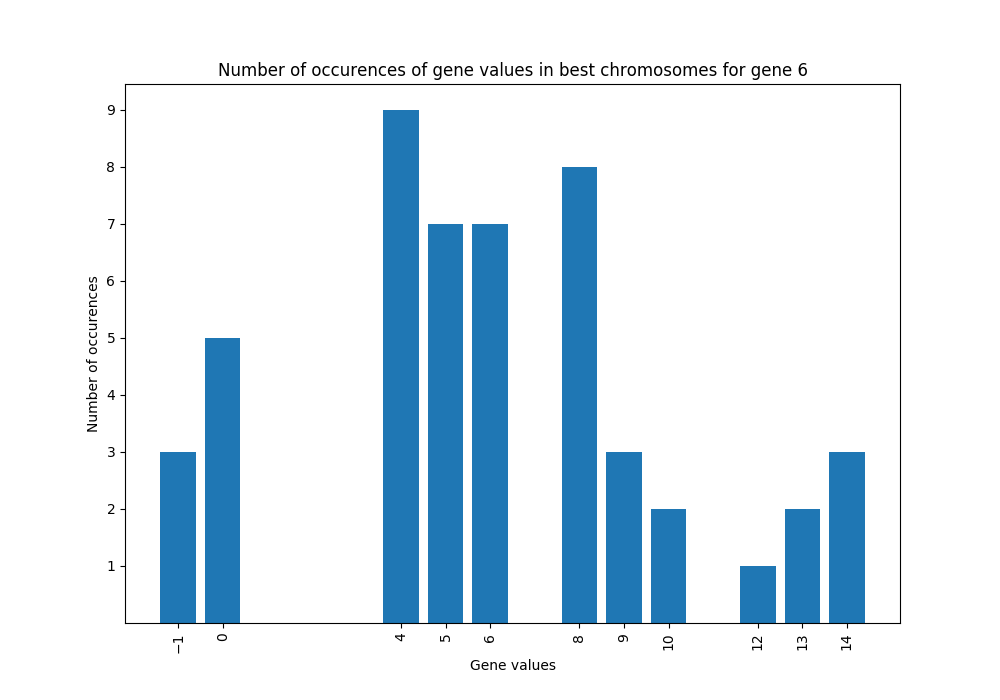 Number of occurences of gene values in best chromosomes for gene 6
Number of occurences
9
8
7
6
5
4
3
2
1
−1 0 4 5 6 8 9 10 12 13 14
Gene values